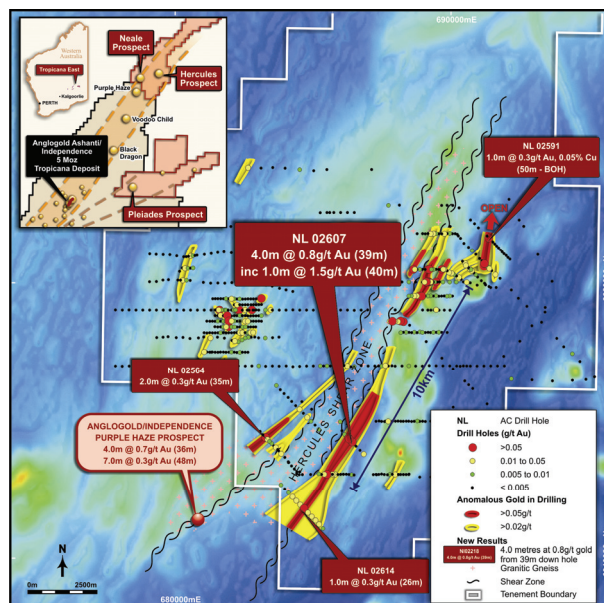 690000mE
Western
Australia
Tropicana East
PERTH
Kalgoorlie
Neale
Prospect
Purple Haze
Hercules
Prospect
Voodoo Child
Black
Dragon
Anglogold Ashanti/
Independence
5 Moz
Tropicana Deposit
Pleiades Prospect
NL 02591
1.0m @ 0.3g/t Au, 0.05% Cu
(50m - BOH)
OPEN
NL 02607
4.0m @ 0.8g/t Au (39m)
inc 1.0m @ 1.5g/t Au (40m)
10km
NL 02564
2.0m @ 0.3g/t Au (35m)
HERCULES SHEAR ZONE
ANGLOGOLD/INDEPENDENCE
PURPLE HAZE PROSPECT
4.0m @ 0.7g/t Au (36m)
7.0m @ 0.3g/t Au (48m)
NL 02614
1.0m @ 0.3g/t Au (26m)
N
0m 2500m
680000mE
NL AC Drill Hole
Drill Holes (g/t Au)
>0.05
0.01 to 0.05
0.005 to 0.01
< 0.005
Anomalous Gold in Drilling
>0.05g/t
>0.02g/t
New Results
Nl02215
4.0m @ 0.8g/t Au (39m)
4.0 metres at 0.8g/t gold
from 39m down hole
Granitic Gneiss
Shear Zone
Tenement Boundary